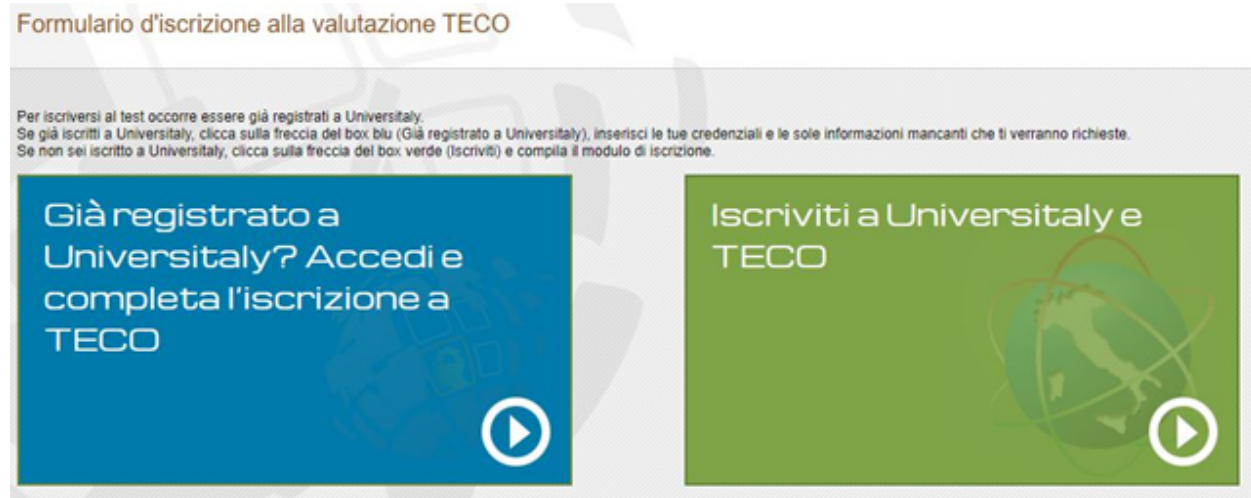 Formulario d'iscrizione alla valutazione TECO
Per iscriversi al test occorre essere già registrati a Universitaly.
Se già iscritti a Universitaly, clicca sulla freccia del box blu (Già registrato a Universitaly), inserisci le tue credenziali e le sole informazioni mancanti che ti verranno richieste.
Se non sei iscritto a Universitaly, clicca sulla freccia del box verde (Iscriviti) e compila il modulo di iscrizione.
Già registrato a
Universitaly? Accedi e
completa l'iscrizione a
TECO
Iscriviti a Universitaly e
TECO